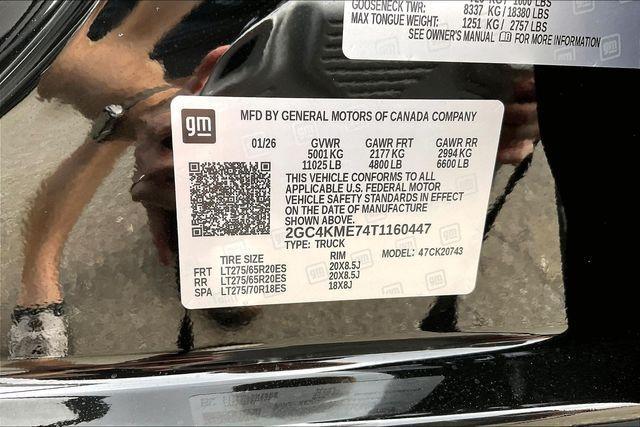 GOOSENECK TWR: 8337 KG / 18380 LBS
MAX TONGUE WEIGHT: 1251 KG / 2757 LBS
SEE OWNER'S MANUAL FOR MORE INFORMATION
gm
MFD BY GENERAL MOTORS OF CANADA COMPANY
01/26 GVWR GAWR FRT GAWR RR
5001 KG 2177 KG 2994 KG
11025 LB 4800 LB 6600 LB
THIS VEHICLE CONFORMS TO ALL
APPLICABLE U.S. FEDERAL MOTOR
VEHICLE SAFETY STANDARDS IN EFFECT
ON THE DATE OF MANUFACTURE
SHOWN ABOVE.
2GC4KME74T1160447
TYPE: TRUCK MODEL: 47CK20743
TIRE SIZE RIM
FRT LT275/65R20ES 20X8.5J
RR LT275/65R20ES 20X8.5J
SPA LT275/70R18ES 18X8J